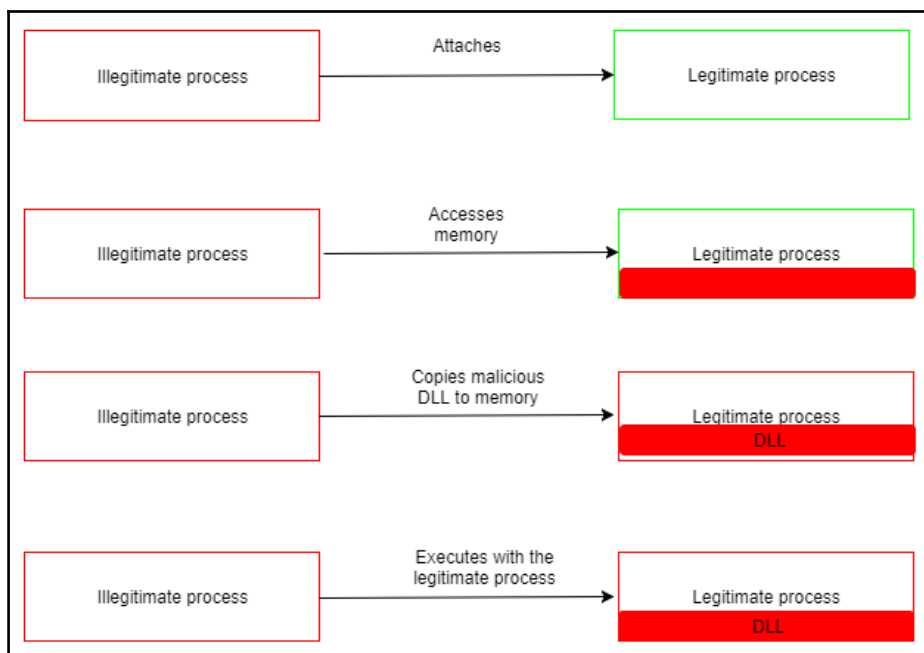 Attaches
Illegitimate process
Legitimate process
Accesses
memory
Illegitimate process
Legitimate process
Copies malicious
DLL to memory
Illegitimate process
Legitimate process
DLL
Executes with the
legitimate process
Illegitimate process
Legitimate process
DLL